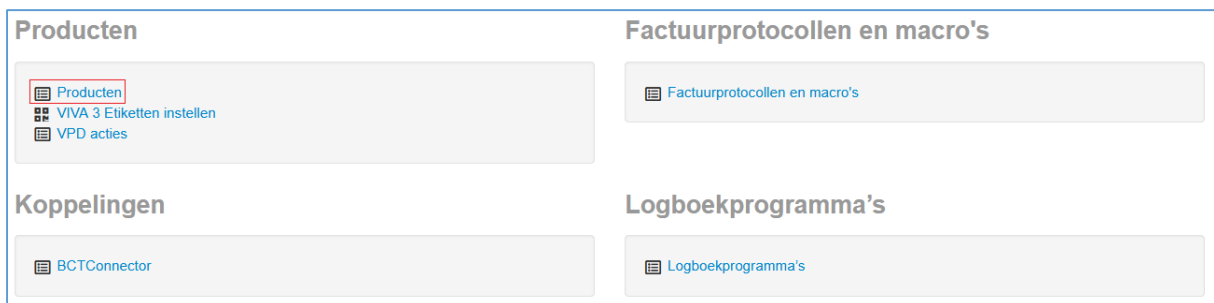 Producten
Producten
VIVA 3 Etiketten instellen
VPD acties
Factuurprotocollen en macro's
Factuurprotocollen en macro's
Koppelingen
BCTConnector
Logboekprogramma’s
Logboekprogramma’s